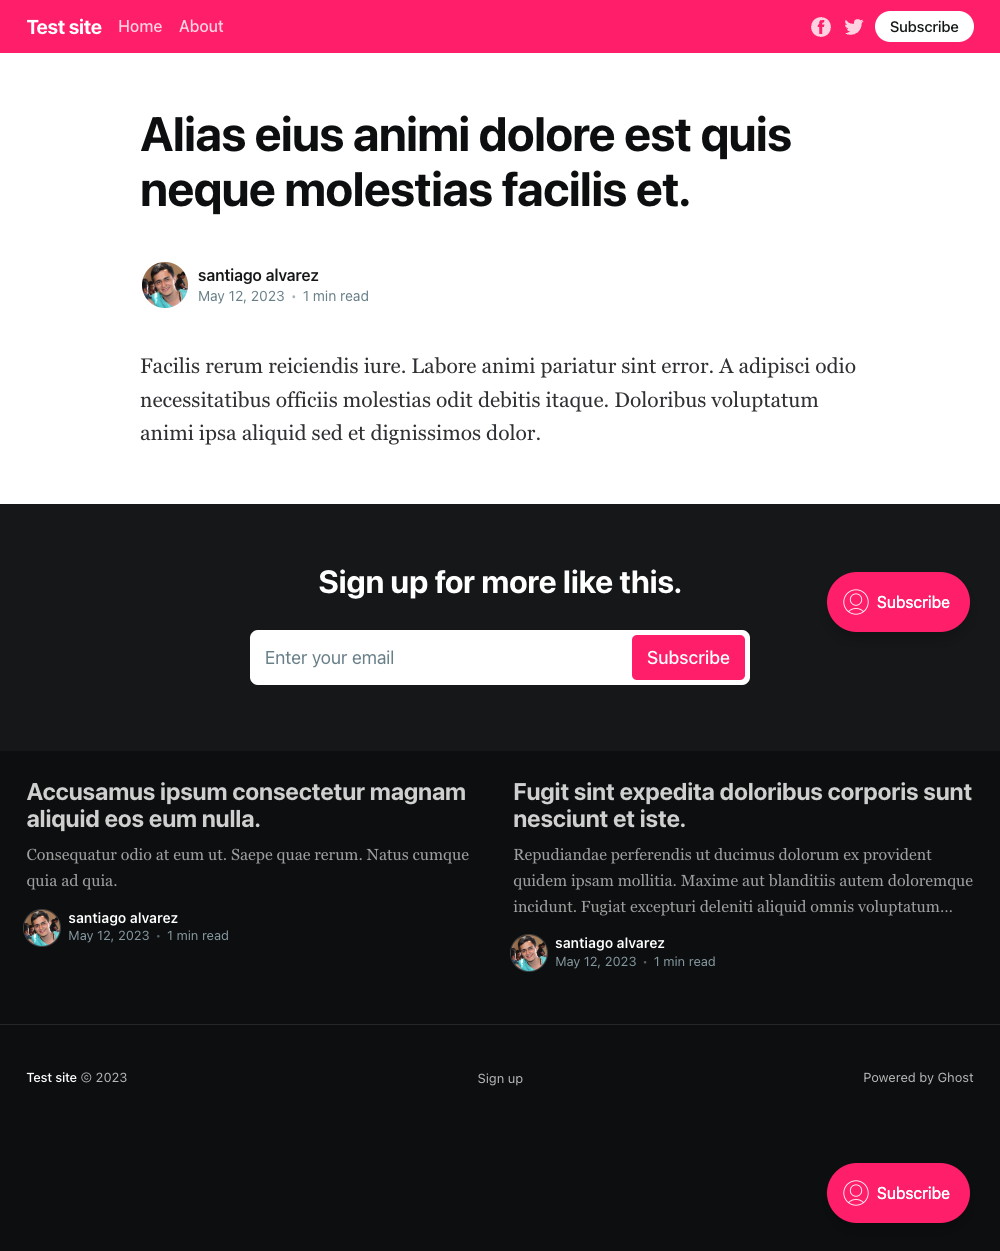 Test site Home About Subscribe
Alias eius animi dolore est quis
neque molestias facilis et.
santiago alvarez
May 12, 2023 • 1 min read
Facilis rerum reiciendis iure. Labore animi pariatur sint error. A adipisci odio
necessitatibus officiis molestias odit debitis itaque. Doloribus voluptatum
animi ipsa aliquid sed et dignissimos dolor.
Sign up for more like this.
Subscribe
Enter your email Subscribe
Accusamus ipsum consectetur magnam
aliquid eos eum nulla.
Consequatur odio at eum ut. Saepe quae rerum. Natus cumque
quia ad quia.
santiago alvarez
May 12, 2023 • 1 min read
Fugit sint expedita doloribus corporis sunt
nesciunt et iste.
Repudiandae perferendis ut ducimus dolorum ex provident
quidem ipsam mollitia. Maxime aut blanditiis autem doloremque
incidunt. Fugiat excepturi deleniti aliquid omnis voluptatum…
santiago alvarez
May 12, 2023 • 1 min read
Test site © 2023 Sign up Powered by Ghost
Subscribe